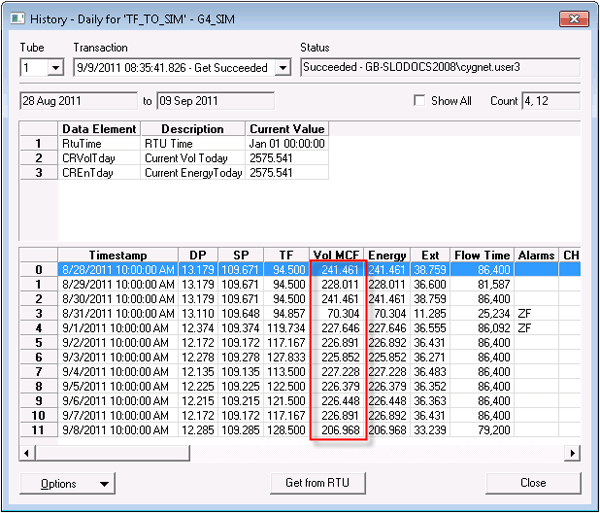 History - Daily for 'TF_TO_SIM' - G4_SIM
Tube Transaction Status
1 9/9/2011 08:35:41.826 - Get Succeeded Succeeded - GB-SLODOCS2008\cygnet.user3
28 Aug 2011 to 09 Sep 2011 Show All Count 4, 12
Data Element Description Current Value
1 RtuTime RTU Time Jan 01 00:00:00
2 CRVolTday Current Vol Today 2575.541
3 CREnTday Current EnergyToday 2575.541
Timestamp DP SP TF Vol MCF Energy Ext Flow Time Alarms CH
0 8/28/2011 10:00:00 AM 13.179 109.671 94.500 241.461 241.461 38.759 86,400
1 8/29/2011 10:00:00 AM 13.179 109.671 94.500 228.011 228.011 36.600 81,587
2 8/30/2011 10:00:00 AM 13.179 109.671 94.500 241.461 241.461 38.759 86,400
3 8/31/2011 10:00:00 AM 13.110 109.648 94.857 70.304 70.304 11.285 25,234 ZF
4 9/1/2011 10:00:00 AM 12.374 109.374 119.734 227.646 227.646 36.555 86,092 ZF
5 9/2/2011 10:00:00 AM 12.172 109.172 117.167 226.891 226.892 36.431 86,400
6 9/3/2011 10:00:00 AM 12.278 109.278 127.833 225.852 225.852 36.271 86,400
7 9/4/2011 10:00:00 AM 12.135 109.135 113.500 227.228 227.228 36.483 86,400
8 9/5/2011 10:00:00 AM 12.225 109.225 122.500 226.379 226.379 36.352 86,400
9 9/6/2011 10:00:00 AM 12.215 109.215 121.500 226.448 226.448 36.363 86,400
10 9/7/2011 10:00:00 AM 12.172 109.172 117.167 226.891 226.892 36.431 86,400
11 9/8/2011 10:00:00 AM 12.285 109.285 128.500 206.968 206.968 33.239 79,200
Options Get from RTU Close